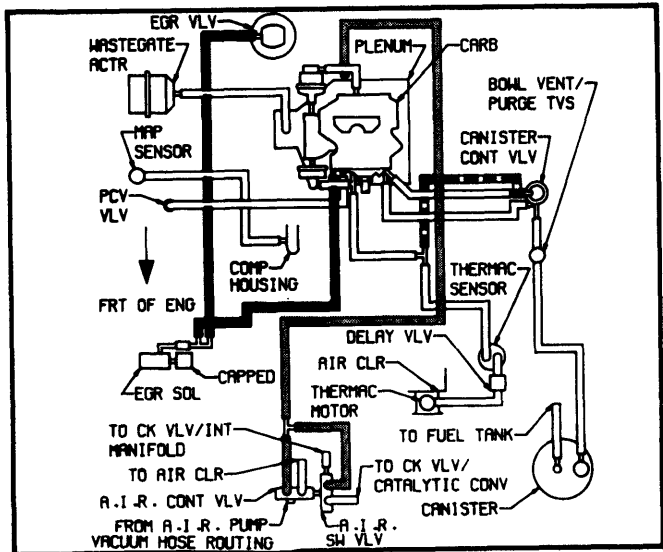 EGR VLV
WASTEGATE
ACTR
PLENUM
CARB
BOWL VENT/
PURGE TVS
MAP
SENSOR
CANISTER
CONT VLV
PCV
VLV
COMP
HOUSING
THERMAC
SENSOR
FRT OF ENG
DELAY VLV
AIR CLR
EGR SOL
CAPPED
THERMAC
MOTOR
TO CK VLV/INT
MANIFOLD
TO FUEL TANK
TO AIR CLR
TO CK VLV/
CATALYTIC CONV
A.I.R. CONT VLV
CANISTER
FROM A.I.R. PUMP
A.I.R.
SW VLV
VACUUM HOSE ROUTING